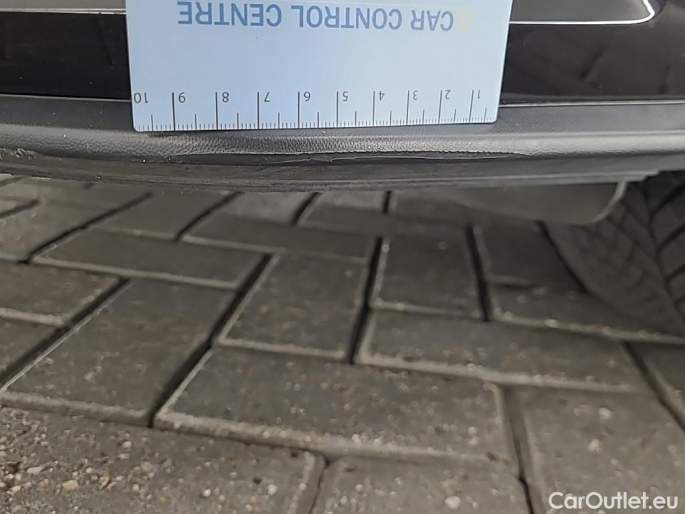 CAR CONTROL CENTRE
10 9 8 7 6 5 4 3 2 1
CarOutlet.eu